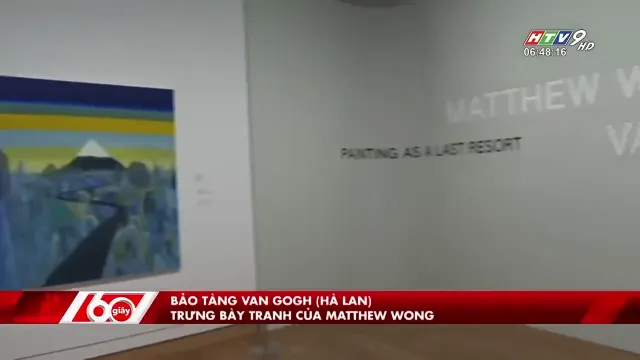 HTV9 HD
06:48:16
MATTHEW W
VA
PAINTING AS A LAST RESORT
60 giây
BẢO TÀNG VAN GOGH (HÀ LAN)
TRƯNG BÀY TRANH CỦA MATTHEW WONG